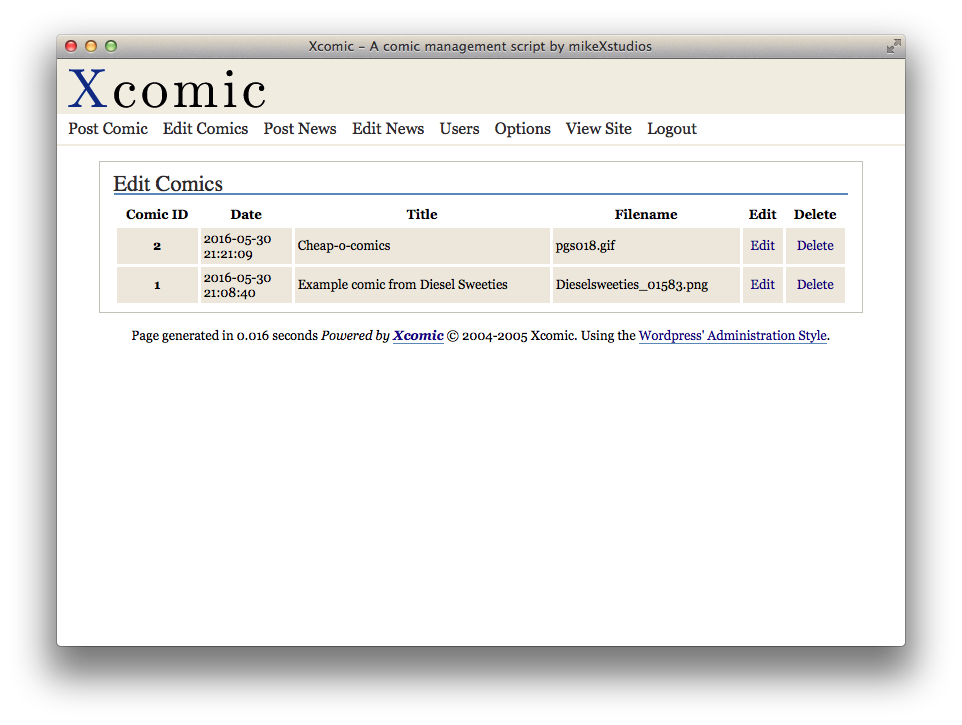 Xcomic – A comic management script by mikeXstudios
Xcomic
Post Comic Edit Comics Post News Edit News Users Options View Site Logout
Edit Comics
Comic ID Date Title Filename Edit Delete
2 2016-05-30 21:21:09 Cheap-o-comics pgs018.gif Edit Delete
1 2016-05-30 21:08:40 Example comic from Diesel Sweeties Dieselsweeties_01583.png Edit Delete
Page generated in 0.016 seconds Powered by Xcomic © 2004-2005 Xcomic. Using the Wordpress' Administration Style.